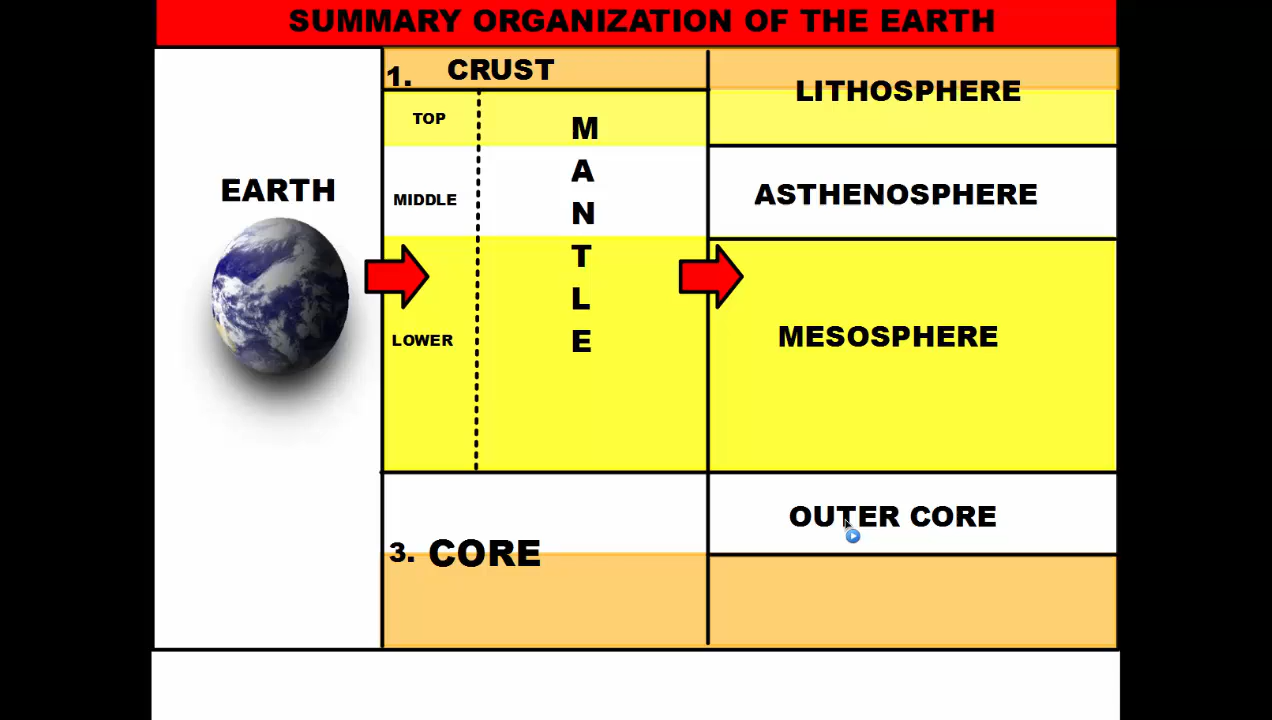 SUMMARY ORGANIZATION OF THE EARTH
EARTH
1. CRUST
TOP
MIDDLE
LOWER
M
A
N
T
L
E
3. CORE
LITHOSPHERE
ASTHENOSPHERE
MESOSPHERE
OUTER CORE